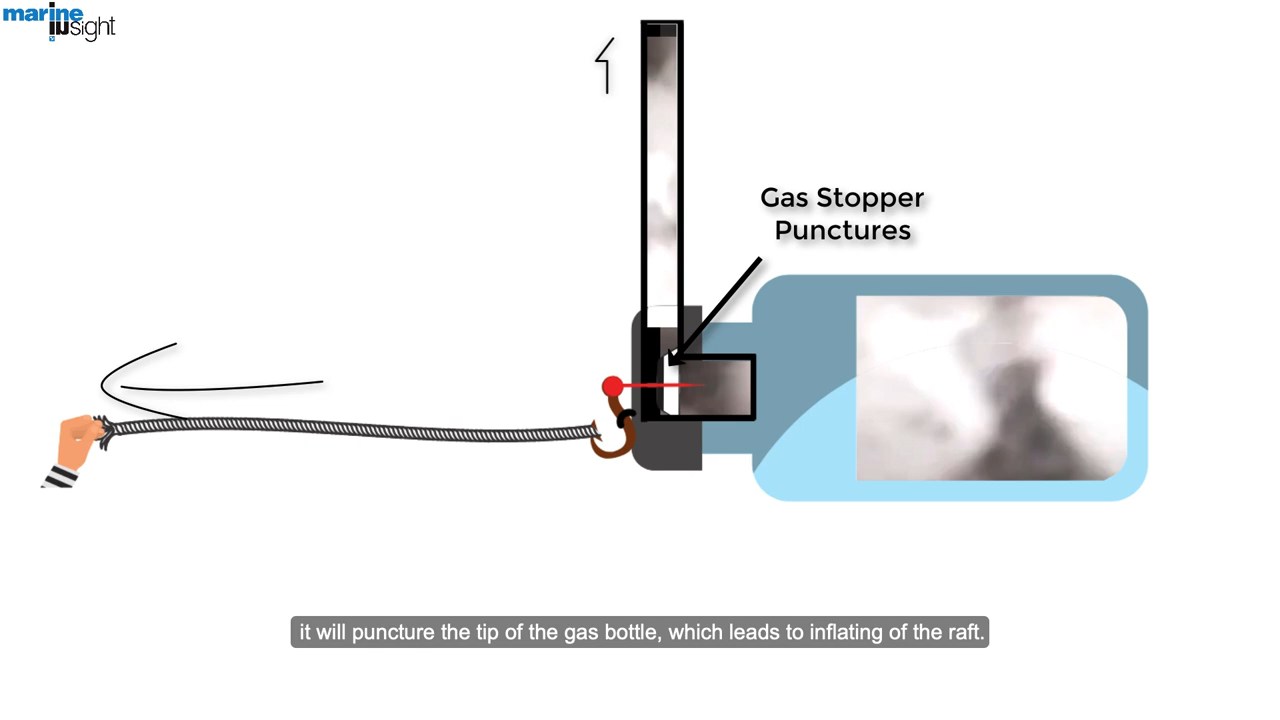 marine
insight
Gas Stopper
Punctures
it will puncture the tip of the gas bottle, which leads to inflating of the raft.